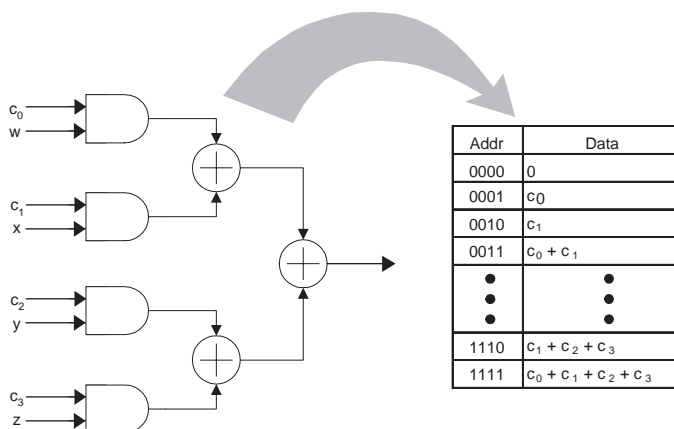 c₀
w
c₁
x
c₂
y
c₃
z
Addr Data
0000 0
0001 c₀
0010 c₁
0011 c₀ + c₁
1110 c₁ + c₂ + c₃
1111 c₀ + c₁ + c₂ + c₃